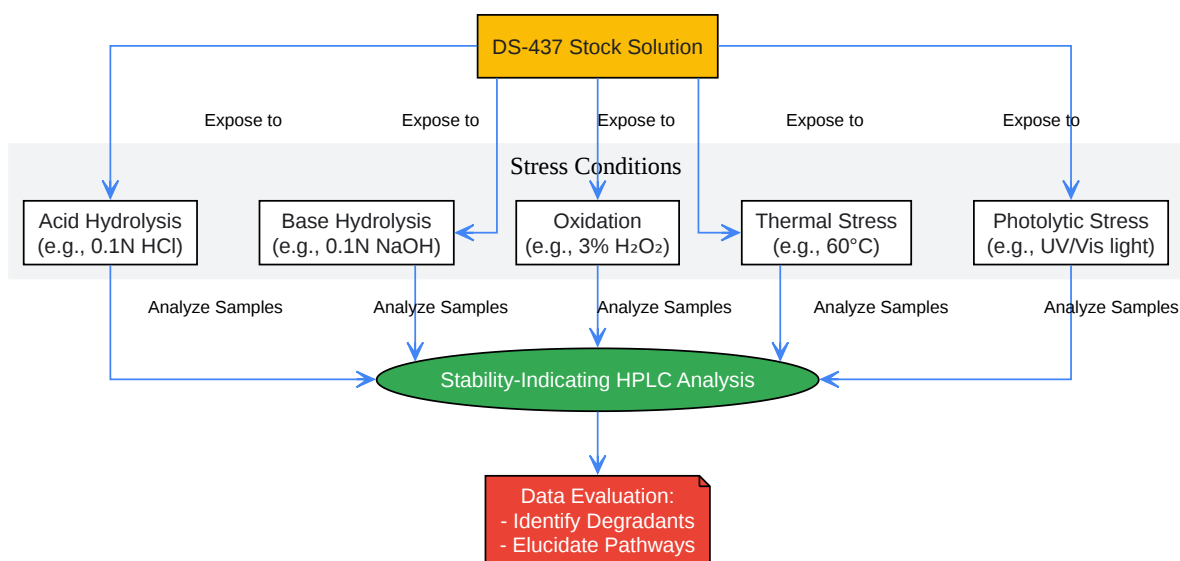 DS-437 Stock Solution
Expose to
Expose to
Expose to
Expose to
Expose to
Stress Conditions
Acid Hydrolysis
(e.g., 0.1N HCl)
Base Hydrolysis
(e.g., 0.1N NaOH)
Oxidation
(e.g., 3% H₂O₂)
Thermal Stress
(e.g., 60°C)
Photolytic Stress
(e.g., UV/Vis light)
Analyze Samples
Analyze Samples
Analyze Samples
Analyze Samples
Analyze Samples
Stability-Indicating HPLC Analysis
Data Evaluation:
- Identify Degradants
- Elucidate Pathways